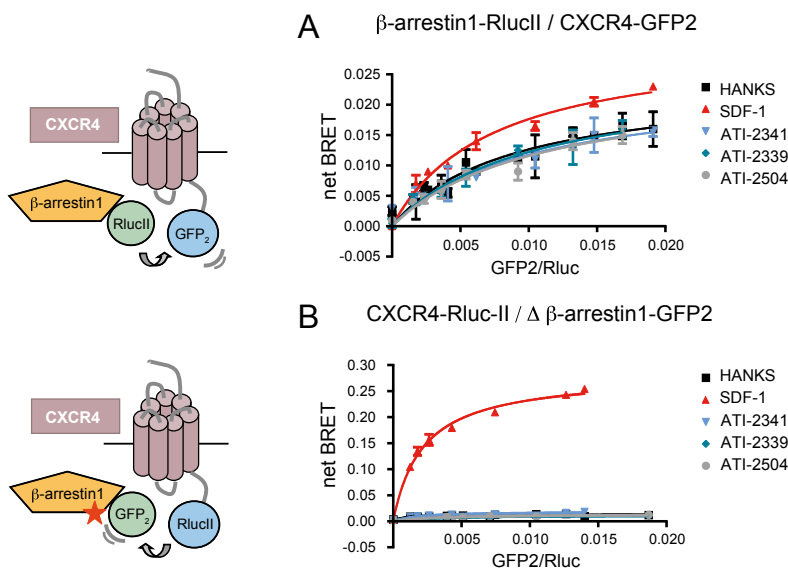 A
β-arrestin1-RlucII / CXCR4-GFP2
CXCR4
β-arrestin1
RlucII
GFP2
net BRET
0.025
0.020
0.015
0.010
0.005
0.000
-0.005
0.005
0.010
0.015
0.020
GFP2/Rluc
HANKS
SDF-1
ATI-2341
ATI-2339
ATI-2504
B
CXCR4-Rluc-II / Δ β-arrestin1-GFP2
CXCR4
β-arrestin1
GFP2
RlucII
net BRET
0.30
0.25
0.20
0.15
0.10
0.05
0.00
-0.05
0.005
0.010
0.015
0.020
GFP2/Rluc
HANKS
SDF-1
ATI-2341
ATI-2339
ATI-2504